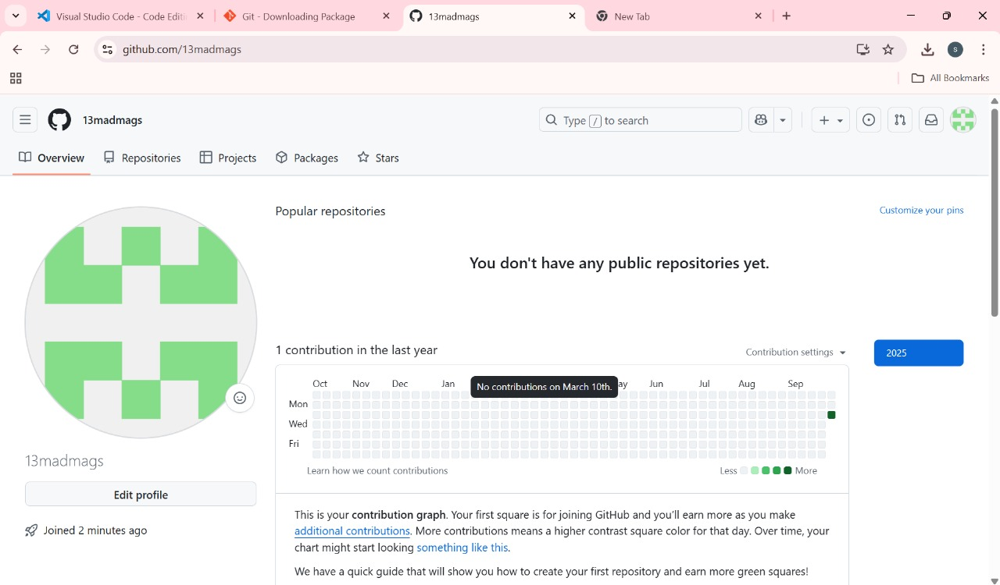 Visual Studio Code - Code Editi
Git - Downloading Package
13madmags
New Tab
github.com/13madmags
S
All Bookmarks
13madmags
Type / to search
Overview
Repositories
Projects
Packages
Stars
Popular repositories
Customize your pins
You don't have any public repositories yet.
1 contribution in the last year
Contribution settings
2025
Oct Nov Dec Jan ay Jun Jul Aug Sep
No contributions on March 10th.
Mon
Wed
Fri
Learn how we count contributions
Less More
13madmags
Edit profile
Joined 2 minutes ago
This is your contribution graph. Your first square is for joining GitHub and you'll earn more as you make
additional contributions. More contributions means a higher contrast square color for that day. Over time, your
chart might start looking something like this.
We have a quick guide that will show you how to create your first repository and earn more green squares!